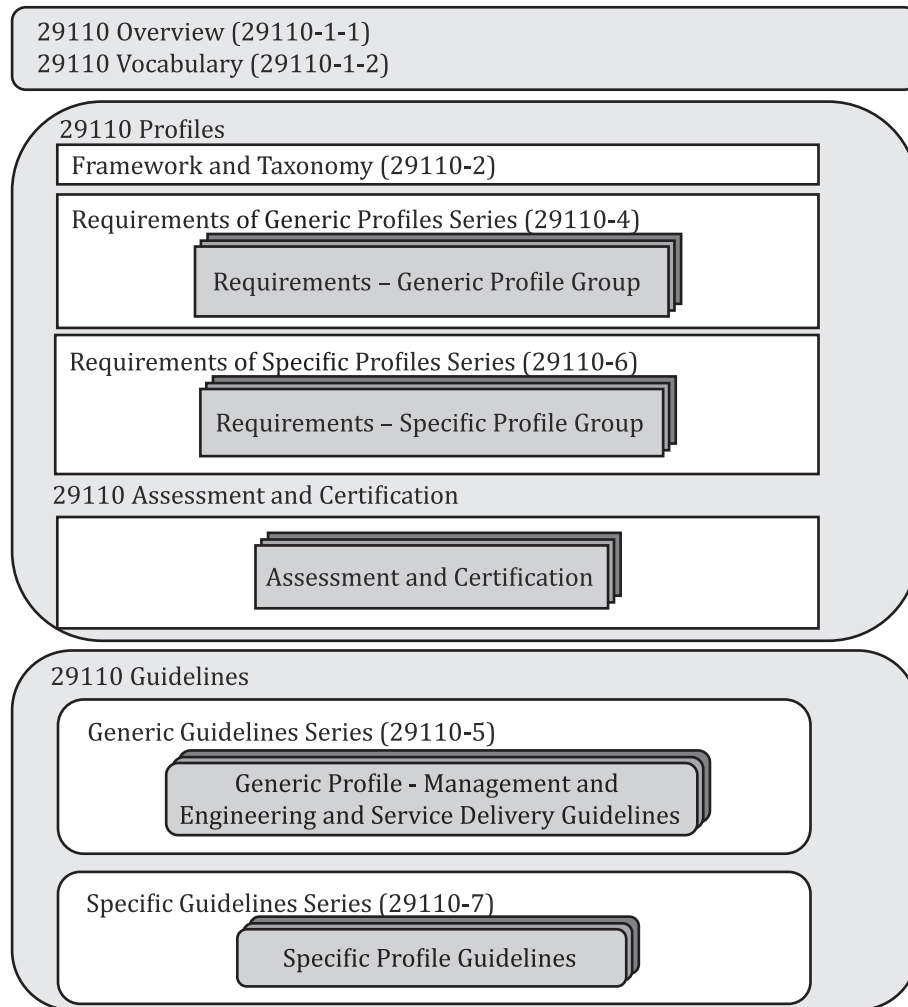 29110 Overview (29110-1-1)
29110 Vocabulary (29110-1-2)
29110 Profiles
Framework and Taxonomy (29110-2)
Requirements of Generic Profiles Series (29110-4)
Requirements – Generic Profile Group
Requirements of Specific Profiles Series (29110-6)
Requirements – Specific Profile Group
29110 Assessment and Certification
Assessment and Certification
29110 Guidelines
Generic Guidelines Series (29110-5)
Generic Profile - Management and
Engineering and Service Delivery Guidelines
Specific Guidelines Series (29110-7)
Specific Profile Guidelines